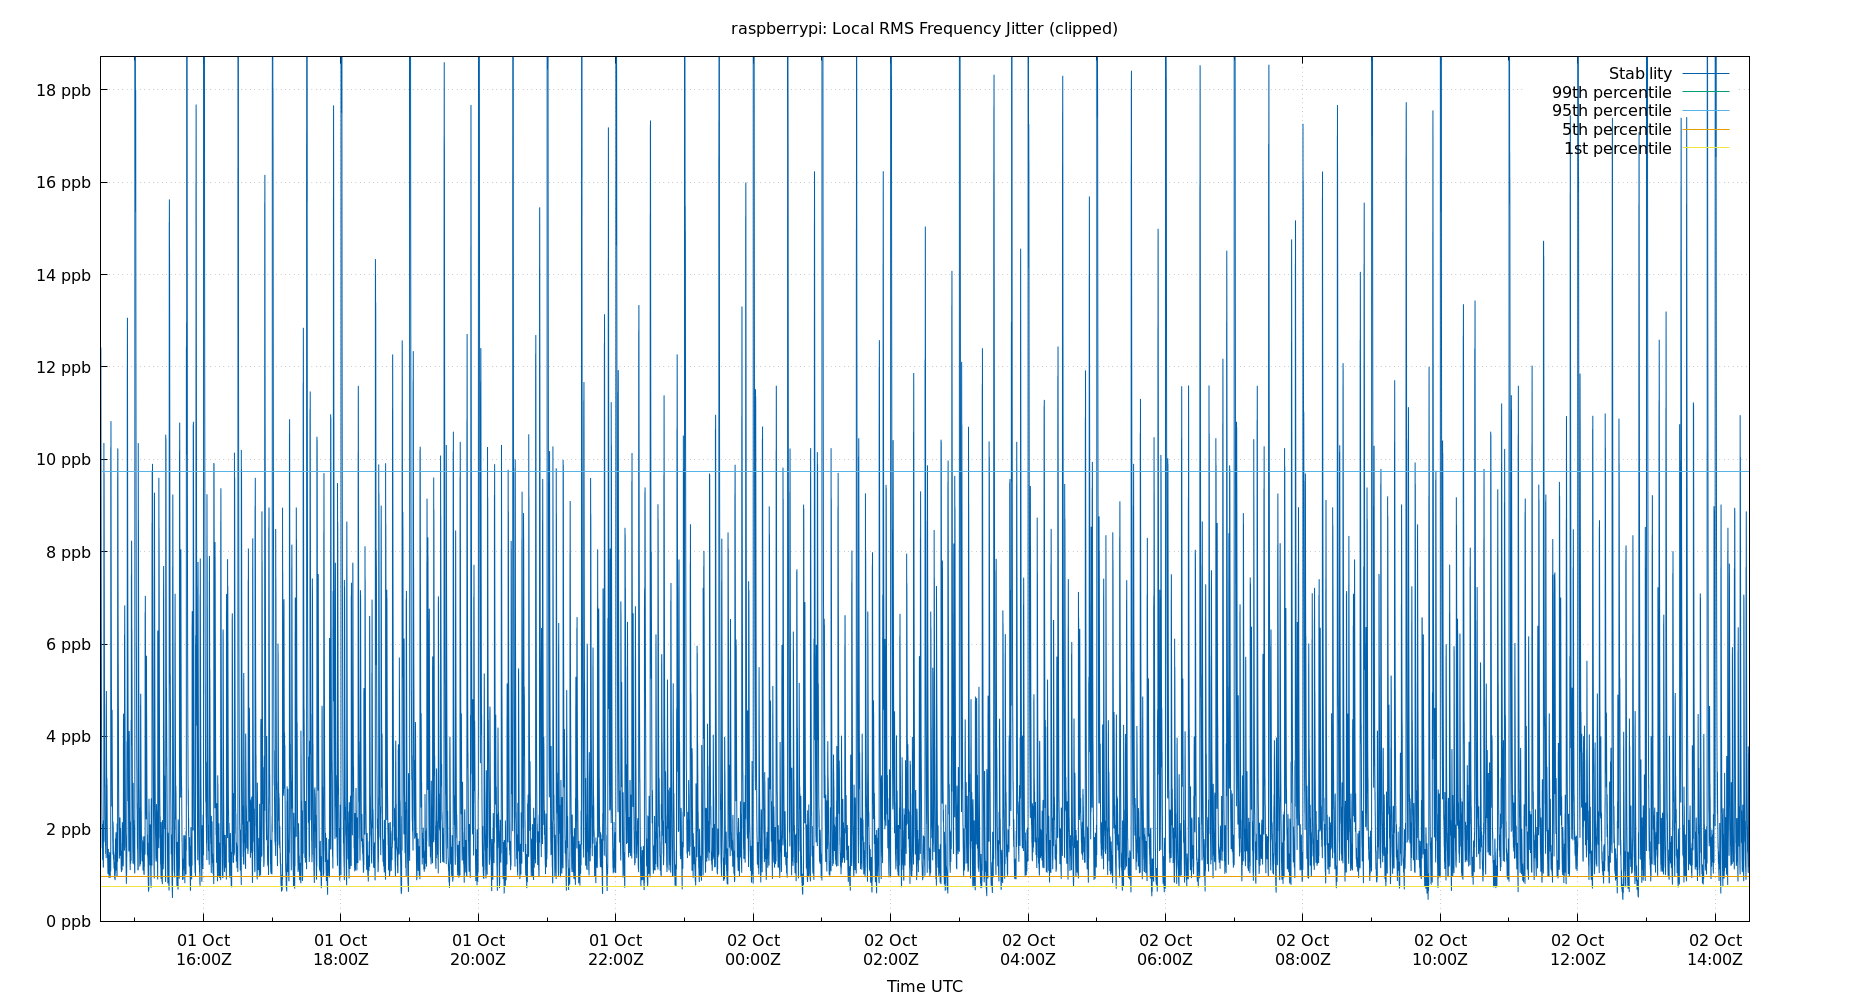 raspberrypi: Local RMS Frequency Jitter (clipped)
18 ppb
16 ppb
14 ppb
12 ppb
10 ppb
8 ppb
6 ppb
4 ppb
2 ppb
0 ppb
Stability
99th percentile
95th percentile
5th percentile
1st percentile
01 Oct 01 Oct 01 Oct 01 Oct 02 Oct 02 Oct 02 Oct 02 Oct 02 Oct 02 Oct 02 Oct 02 Oct
16:00Z 18:00Z 20:00Z 22:00Z 00:00Z 02:00Z 04:00Z 06:00Z 08:00Z 10:00Z 12:00Z 14:00Z
Time UTC